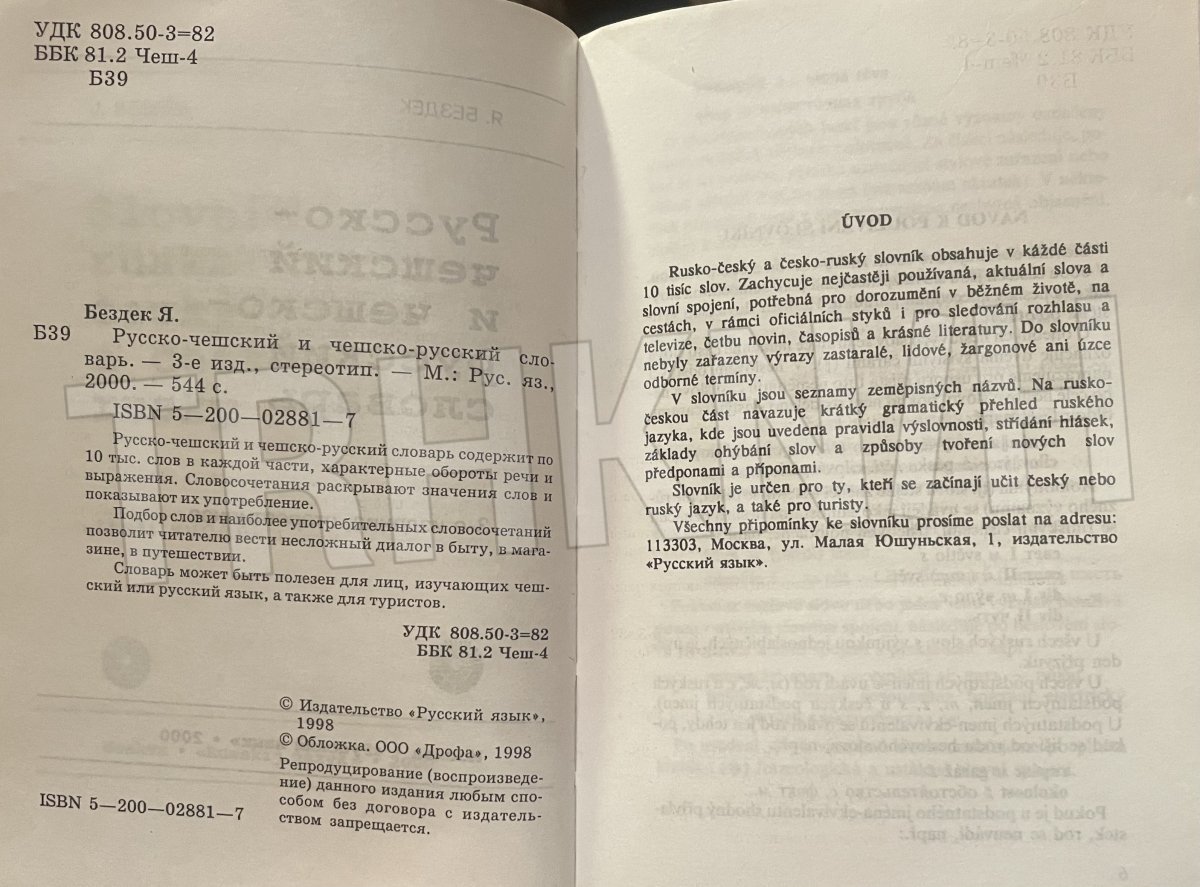 УДК 808.50-3=82
ББК 81.2 Чеш-4
Б39
Бездек Я.
Б39 Русско-чешский и чешско-русский сло-
варь. — 3-е изд., стереотип. — М.: Рус. яз.,
2000. — 544 с.
ISBN 5—200—02881—7
Русско-чешский и чешско-русский словарь содержит по
10 тыс. слов в каждой части, характерные обороты речи и
выражения. Словосочетания раскрывают значения слов и
показывают их употребление.
Подбор слов и наиболее употребительных словосочетаний
позволит читателю вести несложный диалог в быту, в мага-
зине, в путешествии.
Словарь может быть полезен для лиц, изучающих чеш-
ский или русский язык, а также для туристов.
УДК 808.50-3=82
ББК 81.2 Чеш-4
© Издательство «Русский язык»,
1998
© Обложка. ООО «Дрофа», 1998
Репродуцирование (воспроизведе-
ние) данного издания любым спо-
собом без договора с издатель-
ством запрещается.
ISBN 5—200—02881—7
ÚVOD
Rusko-český a česko-ruský slovník obsahuje v káždé části
10 tisíc slov. Zachycuje nejčastěji používaná, aktuální slova a
slovní spojení, potřebná pro dorozumění v běžném životě, na
cestách, v rámci oficiálních styků i pro sledování rozhlasu a
televize, četbu novin, časopisů a krásné literatury. Do slovníku
nebyly zařazeny výrazy zastaralé, lidové, žargonové ani úzce
odborné termíny.
V slovníku jsou seznamy zeměpisných názvů. Na rusko-
českou část navazuje krátký gramatický přehled ruského
jazyka, kde jsou uvedena pravidla výslovnosti, střídání hlásek,
základy ohýbání slov a způsoby tvoření nových slov
předponami a příponami.
Slovník je určen pro ty, kteří se začínají učit český nebo
ruský jazyk, a také pro turisty.
Všechny připomínky ke slovníku prosíme poslat na adresu:
113303, Москва, ул. Малая Юшуньская, 1, издательство
«Русский язык».